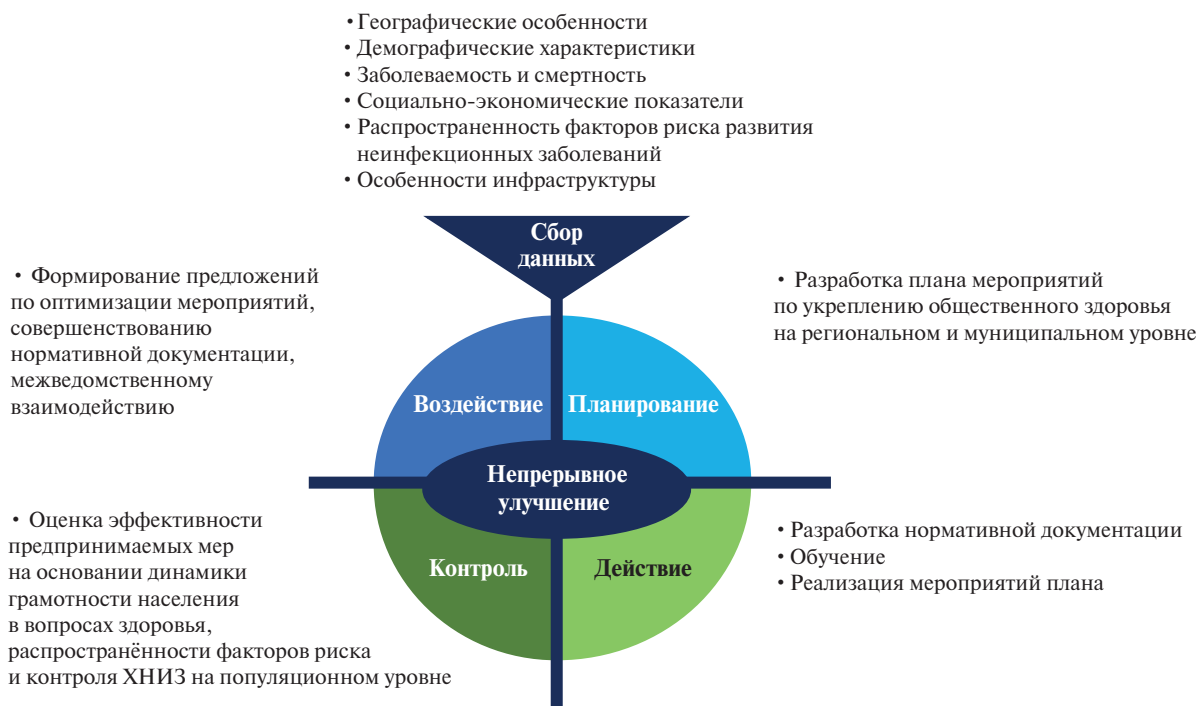 • Географические особенности
• Демографические характеристики
• Заболеваемость и смертность
• Социально-экономические показатели
• Распространенность факторов риска развития
неинфекционных заболеваний
• Особенности инфраструктуры
Сбор
данных
• Формирование предложений
по оптимизации мероприятий,
совершенствованию
нормативной документации,
межведомственному
взаимодействию
• Разработка плана мероприятий
по укреплению общественного здоровья
на региональном и муниципальном уровне
Воздействие
Планирование
Непрерывное
улучшение
Контроль
Действие
• Оценка эффективности
предпринимаемых мер
на основании динамики
грамотности населения
в вопросах здоровья,
распространённости факторов риска
и контроля ХНИЗ на популяционном уровне
• Разработка нормативной документации
• Обучение
• Реализация мероприятий плана